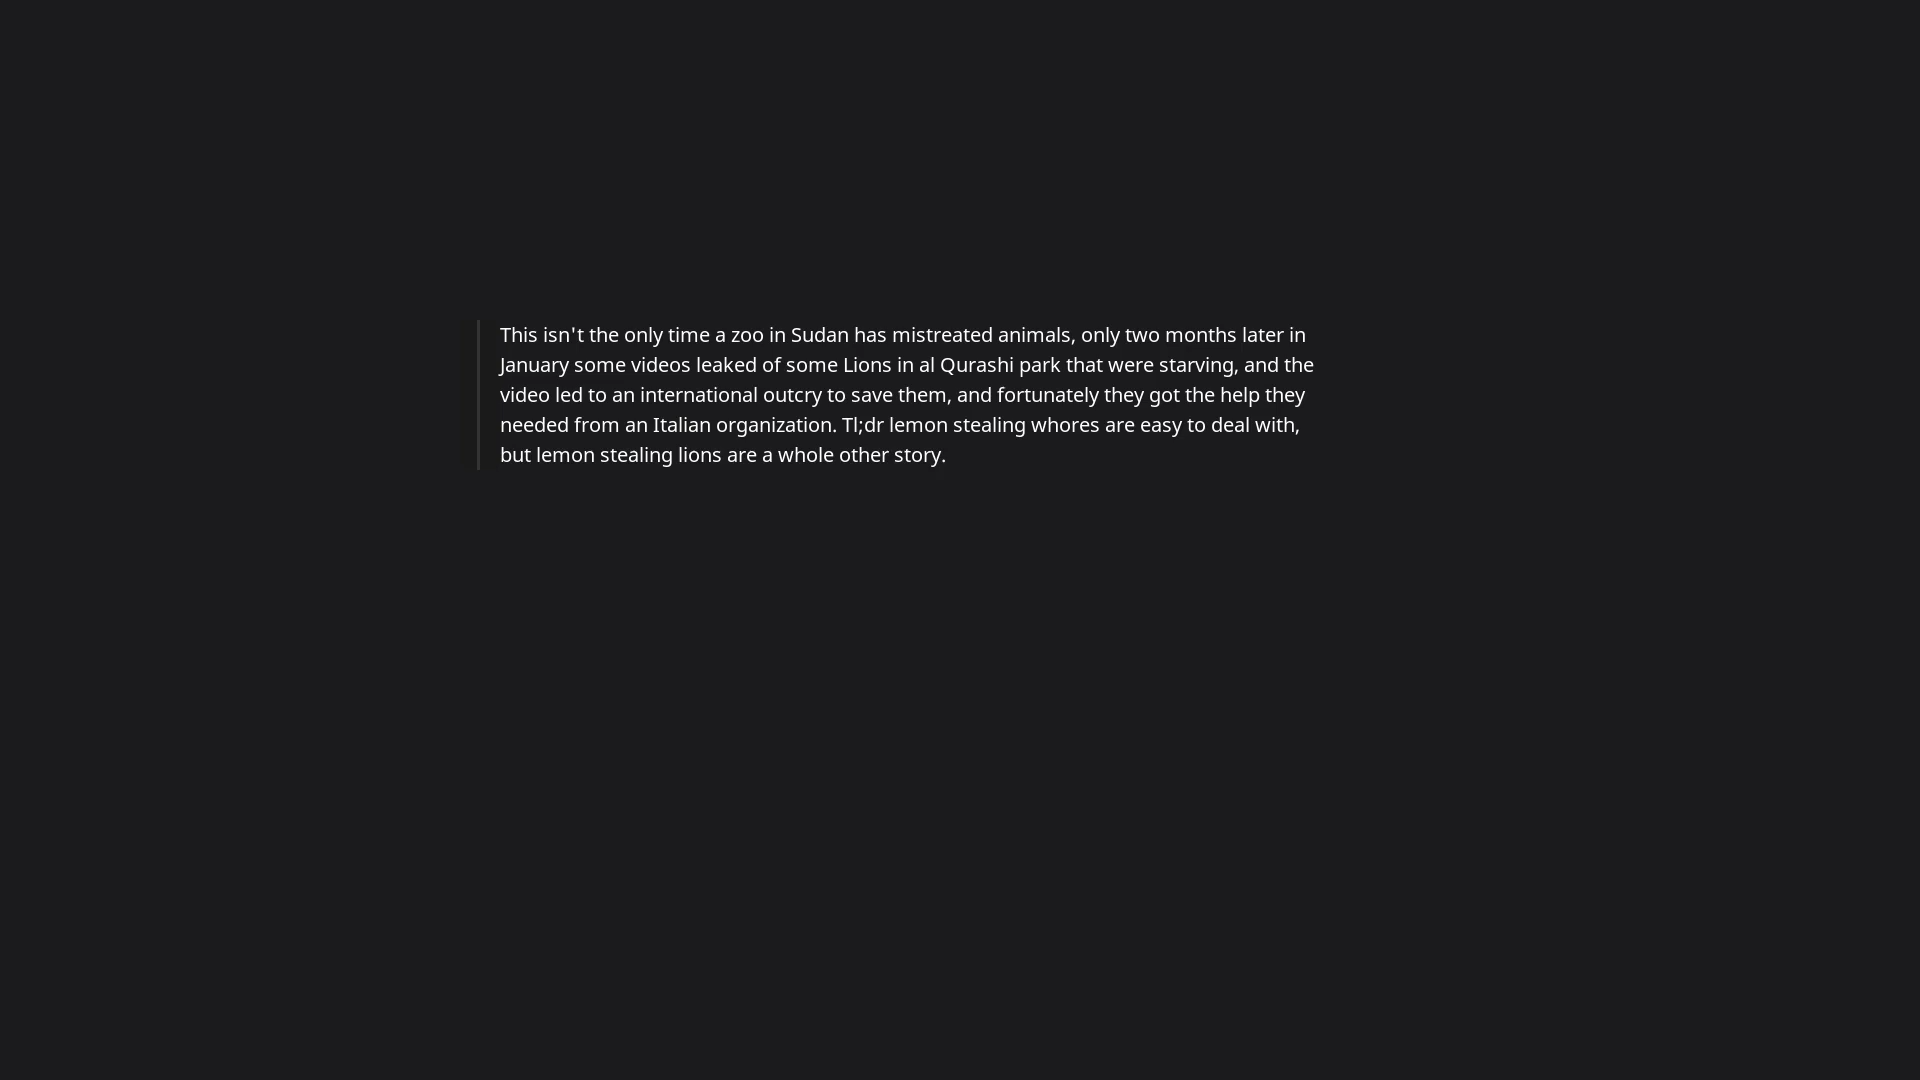 This isn't the only time a zoo in Sudan has mistreated animals, only two months later in
January some videos leaked of some Lions in al Qurashi park that were starving, and the
video led to an international outcry to save them, and fortunately they got the help they
needed from an Italian organization. Tl;dr lemon stealing whores are easy to deal with,
but lemon stealing lions are a whole other story.